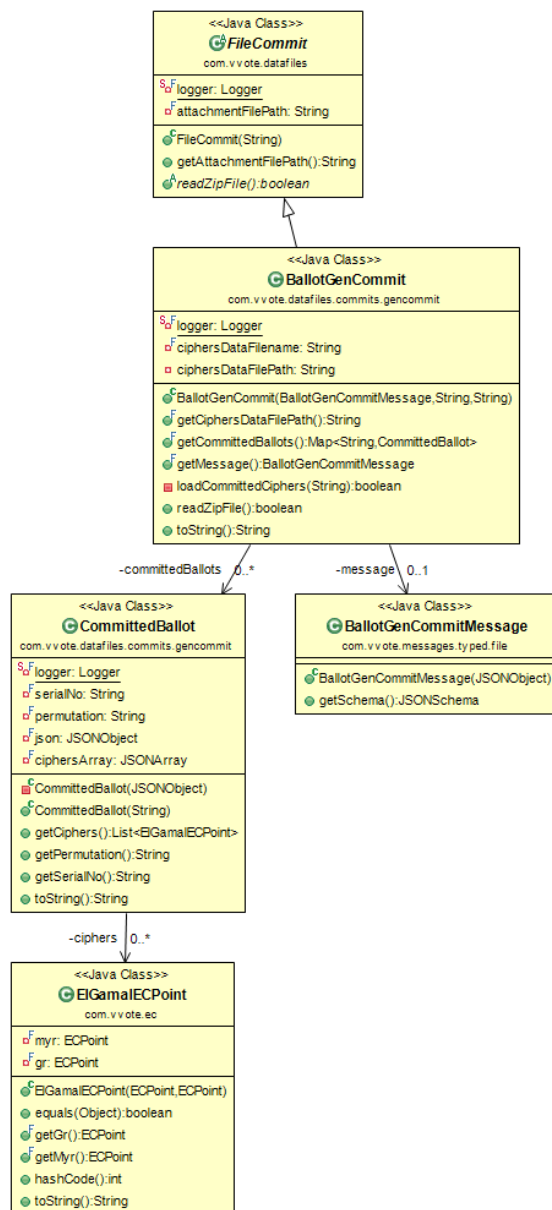 <<Java Class>>
FileCommit
com.vvote.datafiles
logger: Logger
attachmentFilePath: String
FileCommit(String)
getAttachmentFilePath():String
readZipFile():boolean
<<Java Class>>
BallotGenCommit
com.vvote.datafiles.commits.gencommit
logger: Logger
ciphersDataFilename: String
ciphersDataFilePath: String
BallotGenCommit(BallotGenCommitMessage,String,String)
getCiphersDataFilePath():String
getCommittedBallots():Map<String,CommittedBallot>
getMessage():BallotGenCommitMessage
loadCommittedCiphers(String):boolean
readZipFile():boolean
toString():String
-committedBallots 0..*
-message 0..1
<<Java Class>>
CommittedBallot
com.vvote.datafiles.commits.gencommit
logger: Logger
serialNo: String
permutation: String
json: JSONObject
ciphersArray: JSONArray
CommittedBallot(JSONObject)
CommittedBallot(String)
getCiphers():List<ElGamalECPoint>
getPermutation():String
getSerialNo():String
toString():String
<<Java Class>>
BallotGenCommitMessage
com.vvote.messages.typed.file
BallotGenCommitMessage(JSONObject)
getSchema():JSONSchema
-ciphers 0..*
<<Java Class>>
ElGamalECPoint
com.vvote.ec
myr: ECPoint
gr: ECPoint
ElGamalECPoint(ECPoint,ECPoint)
equals(Object):boolean
getGr():ECPoint
getMyr():ECPoint
hashCode():int
toString():String